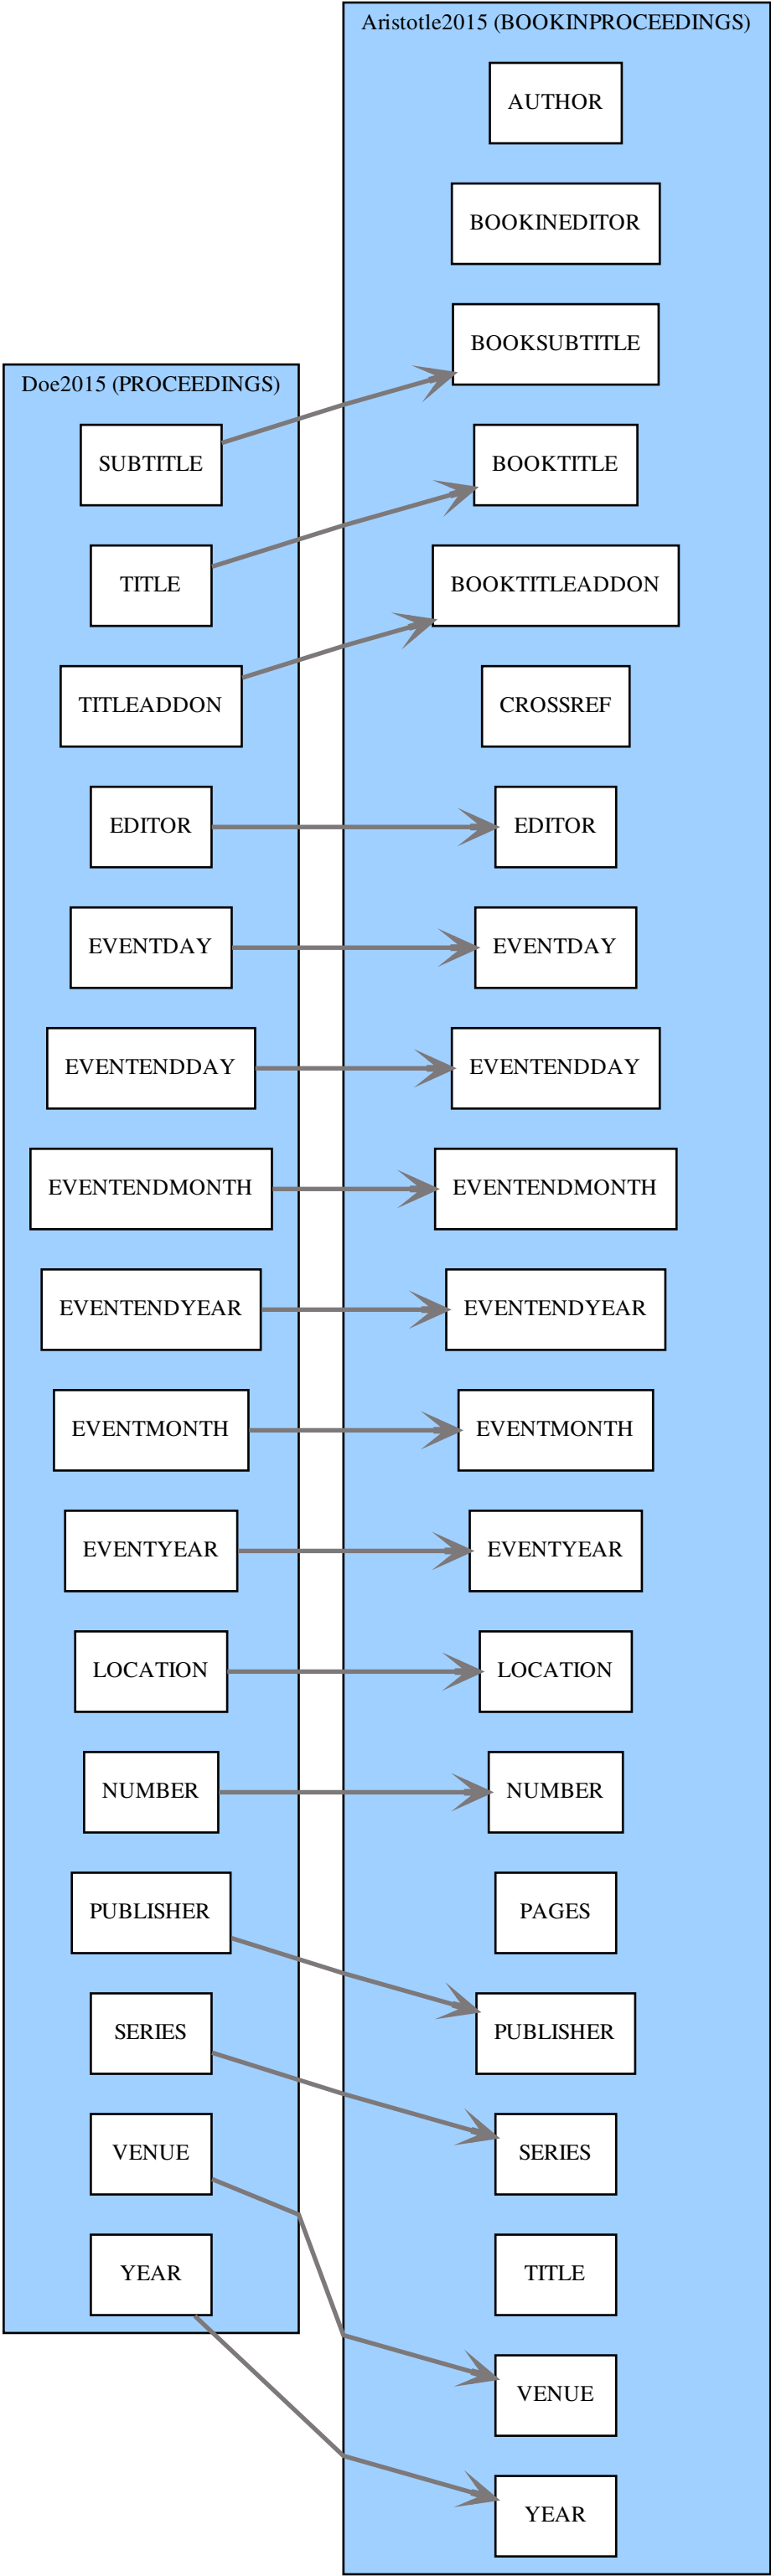 Doe2015 (PROCEEDINGS)
SUBTITLE
TITLE
TITLEADDON
EDITOR
EVENTDAY
EVENTENDDAY
EVENTENDMONTH
EVENTENDYEAR
EVENTMONTH
EVENTYEAR
LOCATION
NUMBER
PUBLISHER
SERIES
VENUE
YEAR
Aristotle2015 (BOOKINPROCEEDINGS)
AUTHOR
BOOKINEDITOR
BOOKSUBTITLE
BOOKTITLE
BOOKTITLEADDON
CROSSREF
EDITOR
EVENTDAY
EVENTENDDAY
EVENTENDMONTH
EVENTENDYEAR
EVENTMONTH
EVENTYEAR
LOCATION
NUMBER
PAGES
PUBLISHER
SERIES
TITLE
VENUE
YEAR